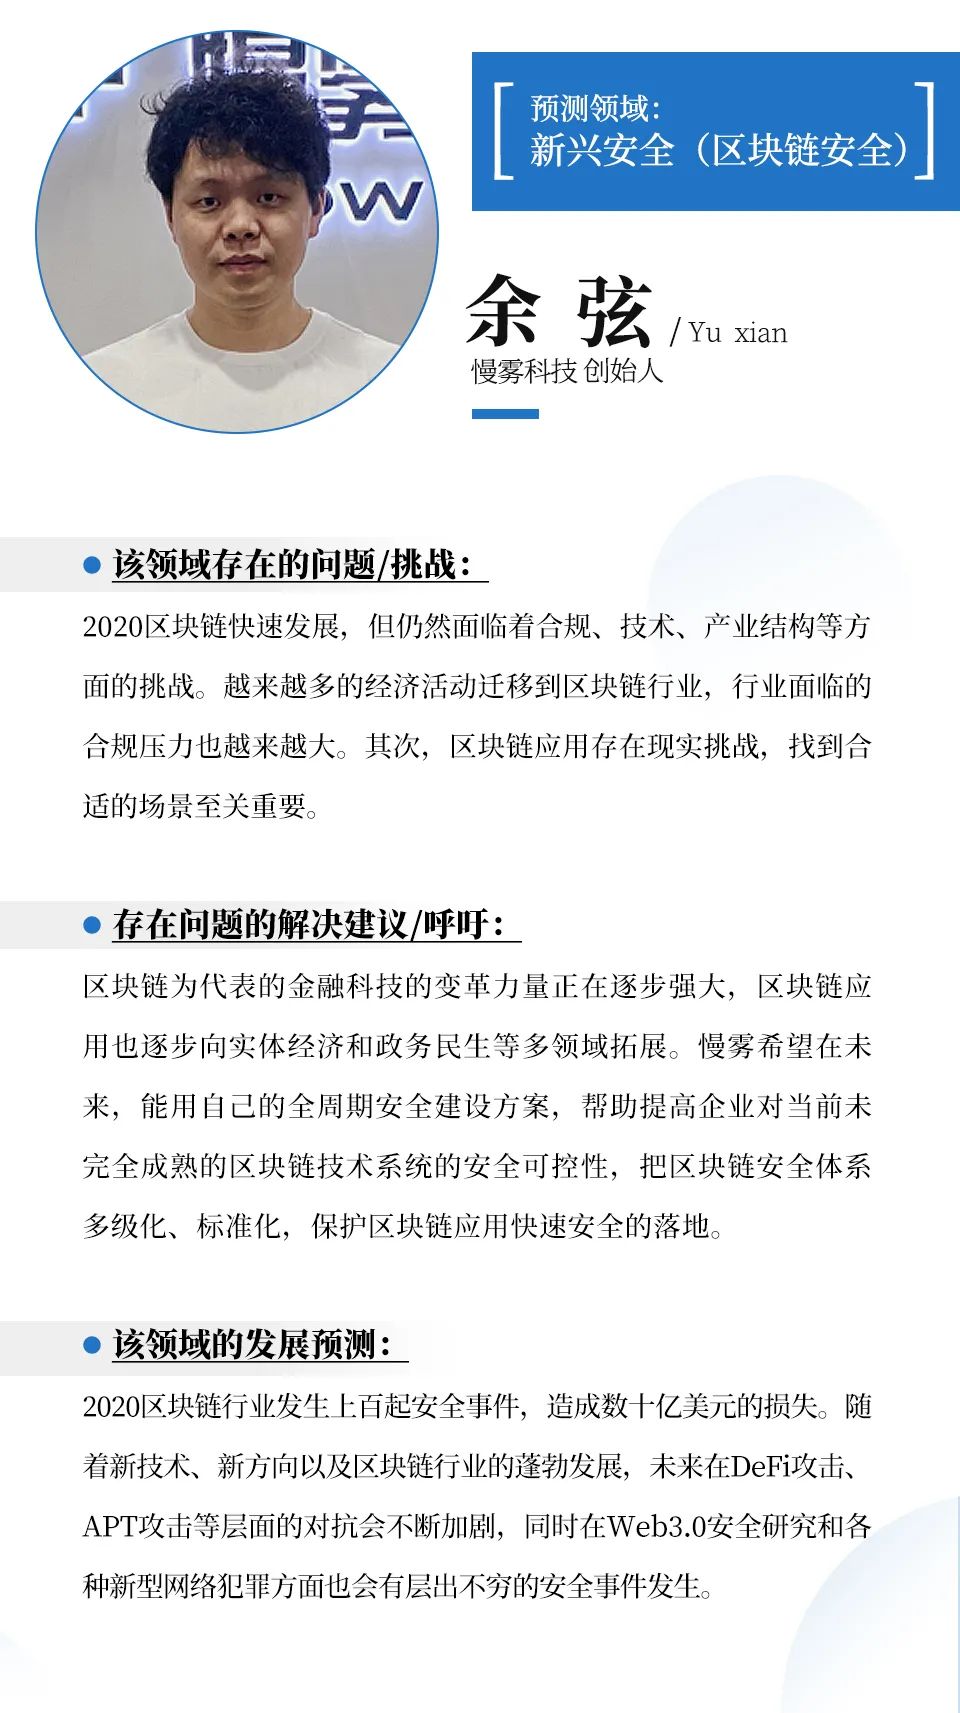 预测领域：
新兴安全（区块链安全）
余弦 / Yu xian
慢雾科技 创始人
该领域存在的问题/挑战：
2020区块链快速发展，但仍然面临着合规、技术、产业结构等方
面的挑战。越来越多的经济活动迁移到区块链行业，行业面临的
合规压力也越来越大。其次，区块链应用存在现实挑战，找到合
适的场景至关重要。
存在问题的解决建议/呼吁：
区块链为代表的金融科技的变革力量正在逐步强大，区块链应
用也逐步向实体经济和政务民生等多领域拓展。慢雾希望在未
来，能用自己的全周期安全建设方案，帮助提高企业对当前未
完全成熟的区块链技术系统的安全可控性，把区块链安全体系
多级化、标准化，保护区块链应用快速安全的落地。
该领域的发展预测：
2020区块链行业发生上百起安全事件，造成数十亿美元的损失。随
着新技术、新方向以及区块链行业的蓬勃发展，未来在DeFi攻击、
APT攻击等层面的对抗会不断加剧，同时在Web3.0安全研究和各
种新型网络犯罪方面也会有层出不穷的安全事件发生。